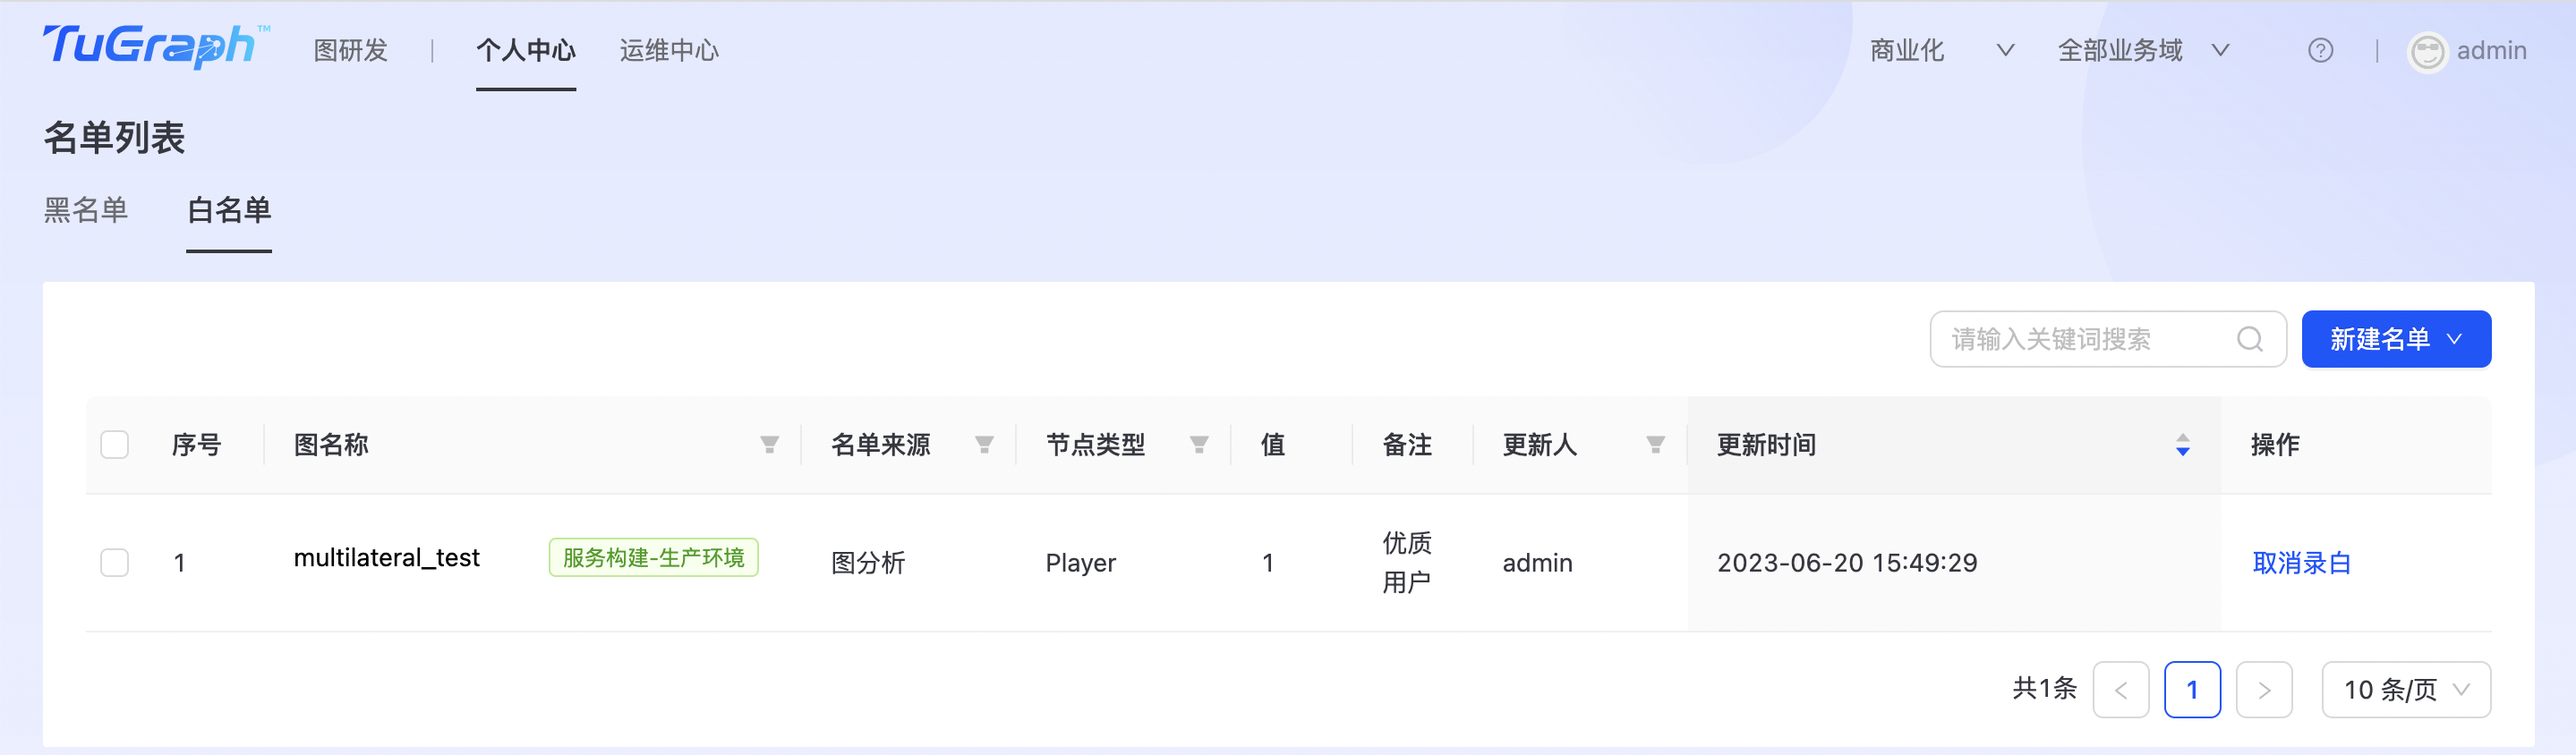 TuGraph™ 图研发 | 个人中心 运维中心 商业化 全部业务域 | admin
名单列表
黑名单 白名单
请输入关键词搜索 新建名单
序号 图名称 名单来源 节点类型 值 备注 更新人 更新时间 操作
1 multilateral_test 服务构建-生产环境 图分析 Player 1 优质 admin 2023-06-20 15:49:29 取消录白
用户
共1条 < 1 > 10 条/页